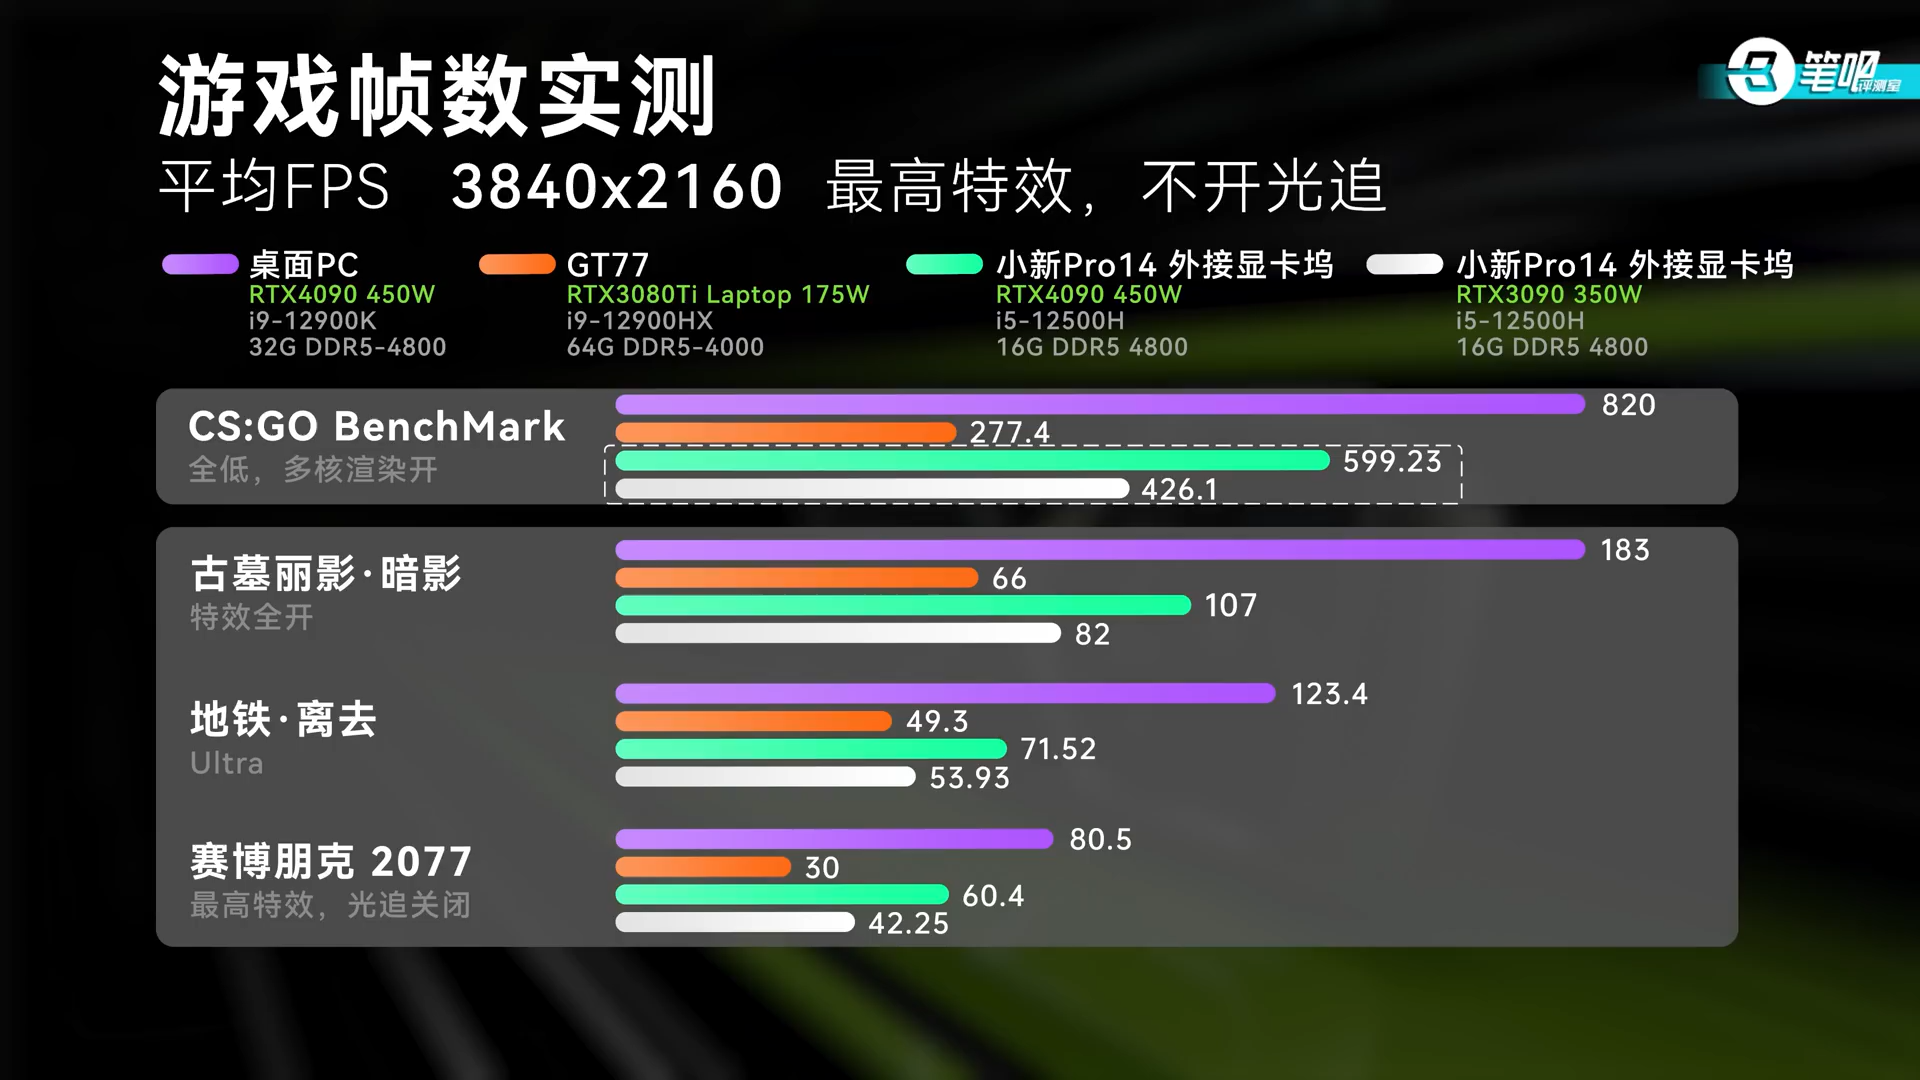 笔吧评测室
游戏帧数实测
平均FPS 3840x2160 最高特效，不开光追
桌面PC
RTX4090 450W
i9-12900K
32G DDR5-4800
GT77
RTX3080Ti Laptop 175W
i9-12900HX
64G DDR5-4000
小新Pro14 外接显卡坞
RTX4090 450W
i5-12500H
16G DDR5 4800
小新Pro14 外接显卡坞
RTX3090 350W
i5-12500H
16G DDR5 4800
CS:GO BenchMark
全低，多核渲染开
820
277.4
599.23
426.1
古墓丽影·暗影
特效全开
183
66
107
82
地铁·离去
Ultra
123.4
49.3
71.52
53.93
赛博朋克 2077
最高特效，光追关闭
80.5
30
60.4
42.25